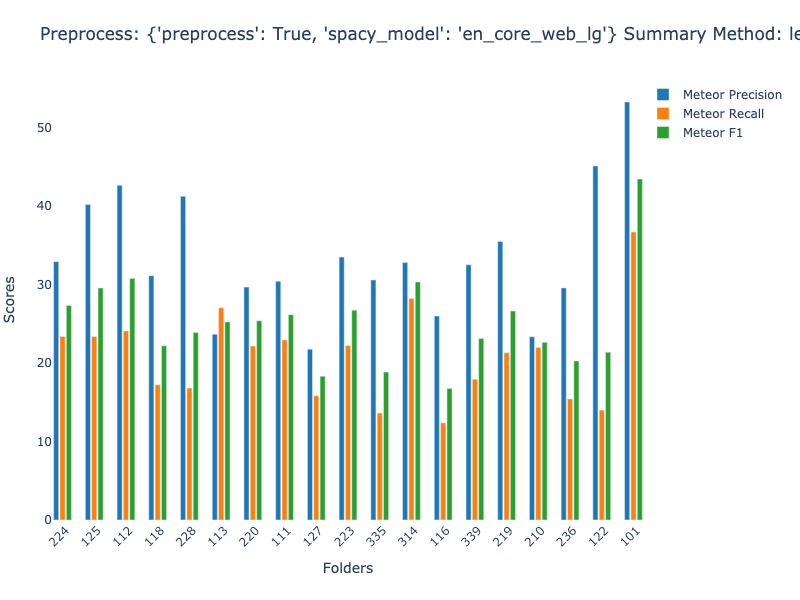 Preprocess: {'preprocess': True, 'spacy_model': 'en_core_web_lg'} Summary Method: le
Meteor Precision
Meteor Recall
Meteor F1
50
40
30
20
10
0
Scores
224 125 112 118 228 113 220 111 127 223 335 314 116 339 219 210 236 122 101
Folders